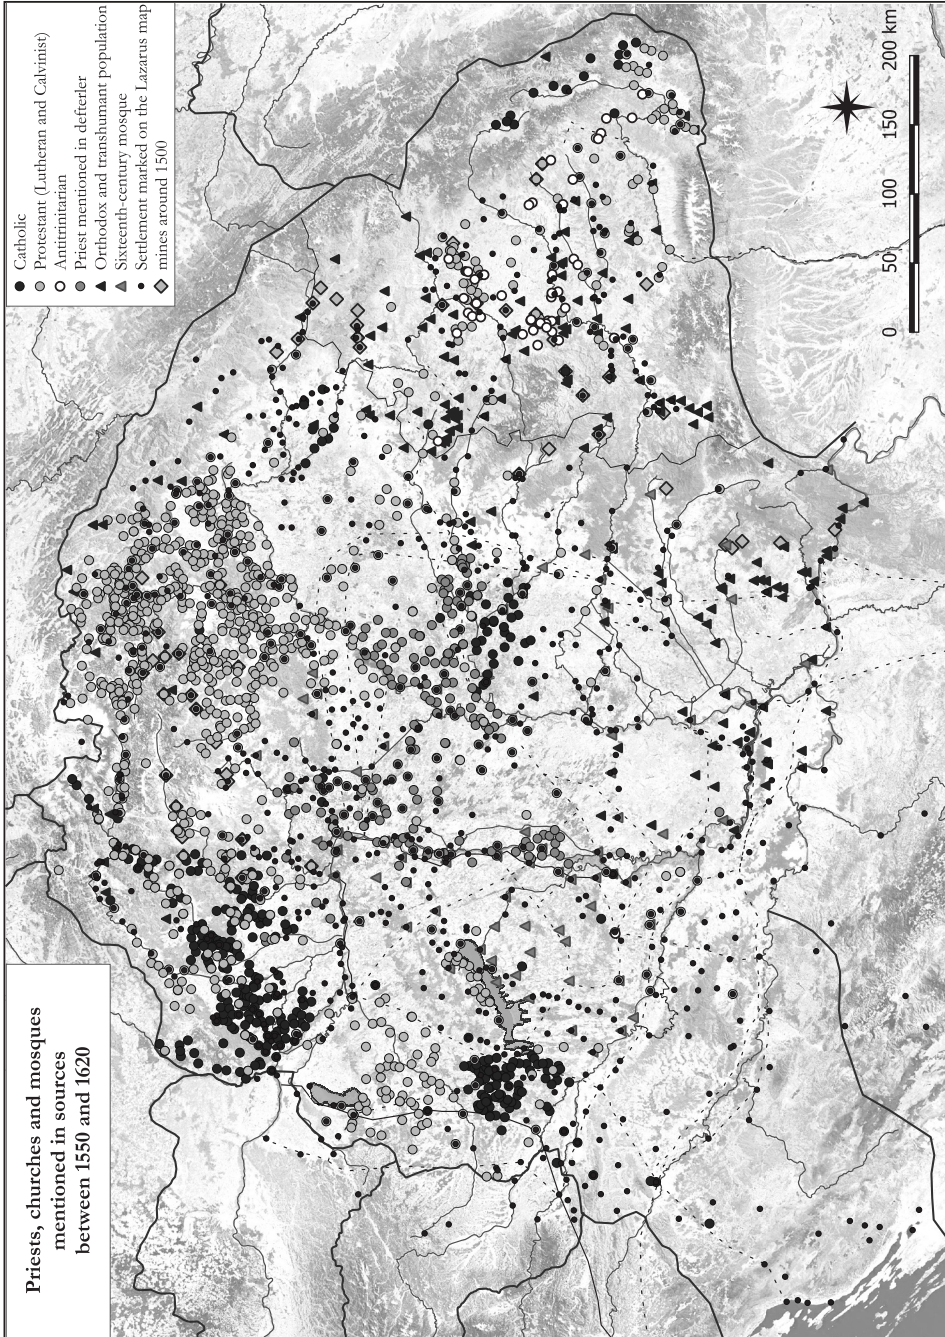 Priests, churches and mosques
mentioned in sources
between 1550 and 1620
Catholic
Protestant (Lutheran and Calvinist)
Antitrinitarian
Priest mentioned in defterler
Orthodox and transhumant population
Sixteenth-century mosque
Settlement marked on the Lazarus map
mines around 1500
0 50 100 150 200 km